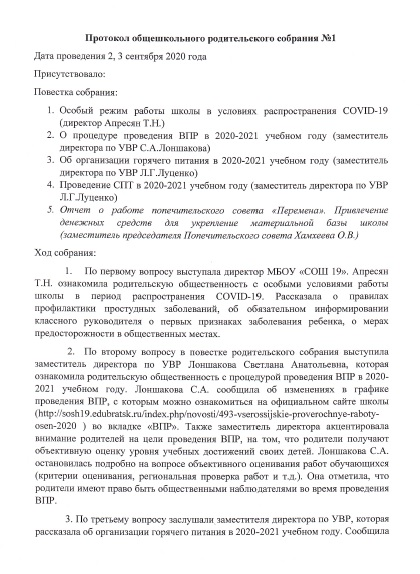 Протокол общешкольного родительского собрания №1
Дата проведения 2, 3 сентября 2020 года
Присутствовало:
Повестка собрания:
1. Особый режим работы школы в условиях распространения COVID-19
(директор Апресян Т.Н.)
2. О процедуре проведения ВПР в 2020-2021 учебном году (заместитель
директора по УВР С.А.Лоншакова)
3. Об организации горячего питания в 2020-2021 учебном году (заместитель
директора по УВР Л.Г.Луценко)
4. Проведение СПТ в 2020-2021 учебном году (заместитель директора по УВР
Л.Г.Луценко)
5. Отчет о работе попечительского совета «Перемена». Привлечение
денежных средств для укрепление материальной базы школы
(заместитель председателя Попечительского совета Хамхеева О.В.)
Ход собрания:
1. По первому вопросу выступала директор МБОУ «СОШ 19». Апресян
Т.Н. ознакомила родительскую общественность с особыми условиями работы
школы в период распространения COVID-19. Рассказала о правилах
профилактики простудных заболеваний, об обязательном информировании
классного руководителя о первых признаках заболевания ребенка, о мерах
предосторожности в общественных местах.
2. По второму вопросу в повестке родительского собрания выступила
заместитель директора по УВР Лоншакова Светлана Анатольевна, которая
ознакомила родительскую общественность с процедурой проведения ВПР в 2020-
2021 учебном году. Лоншакова С.А. сообщила об изменениях в графике
проведения ВПР, с которым можно ознакомиться на официальном сайте школы
(http://sosh19.edubratsk.ru/index.php/novosti/493-vserossijskie-proverochnye-raboty-
osen-2020 ) во вкладке «ВПР». Также заместитель директора акцентировала
внимание родителей на цели проведения ВПР, на том, что родители получают
объективную оценку уровня учебных достижений своих детей. Лоншакова С.А.
остановилась подробно на вопросе объективного оценивания работ обучающихся
(критерии оценивания, региональная проверка работ и т.д.). Она отметила, что
родители имеют право быть общественными наблюдателями во время проведения
ВПР.
3. По третьему вопросу заслушали заместителя директора по УВР, которая
рассказала об организации горячего питания в 2020-2021 учебном году. Сообщила